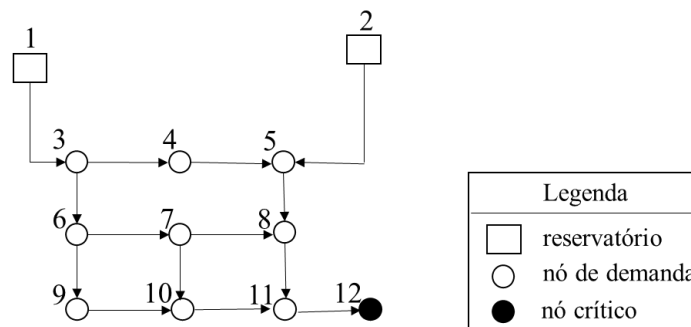 1
2
3 4 5
6 7 8
9 10 11 12
Legenda
reservatório
nó de demanda
nó crítico